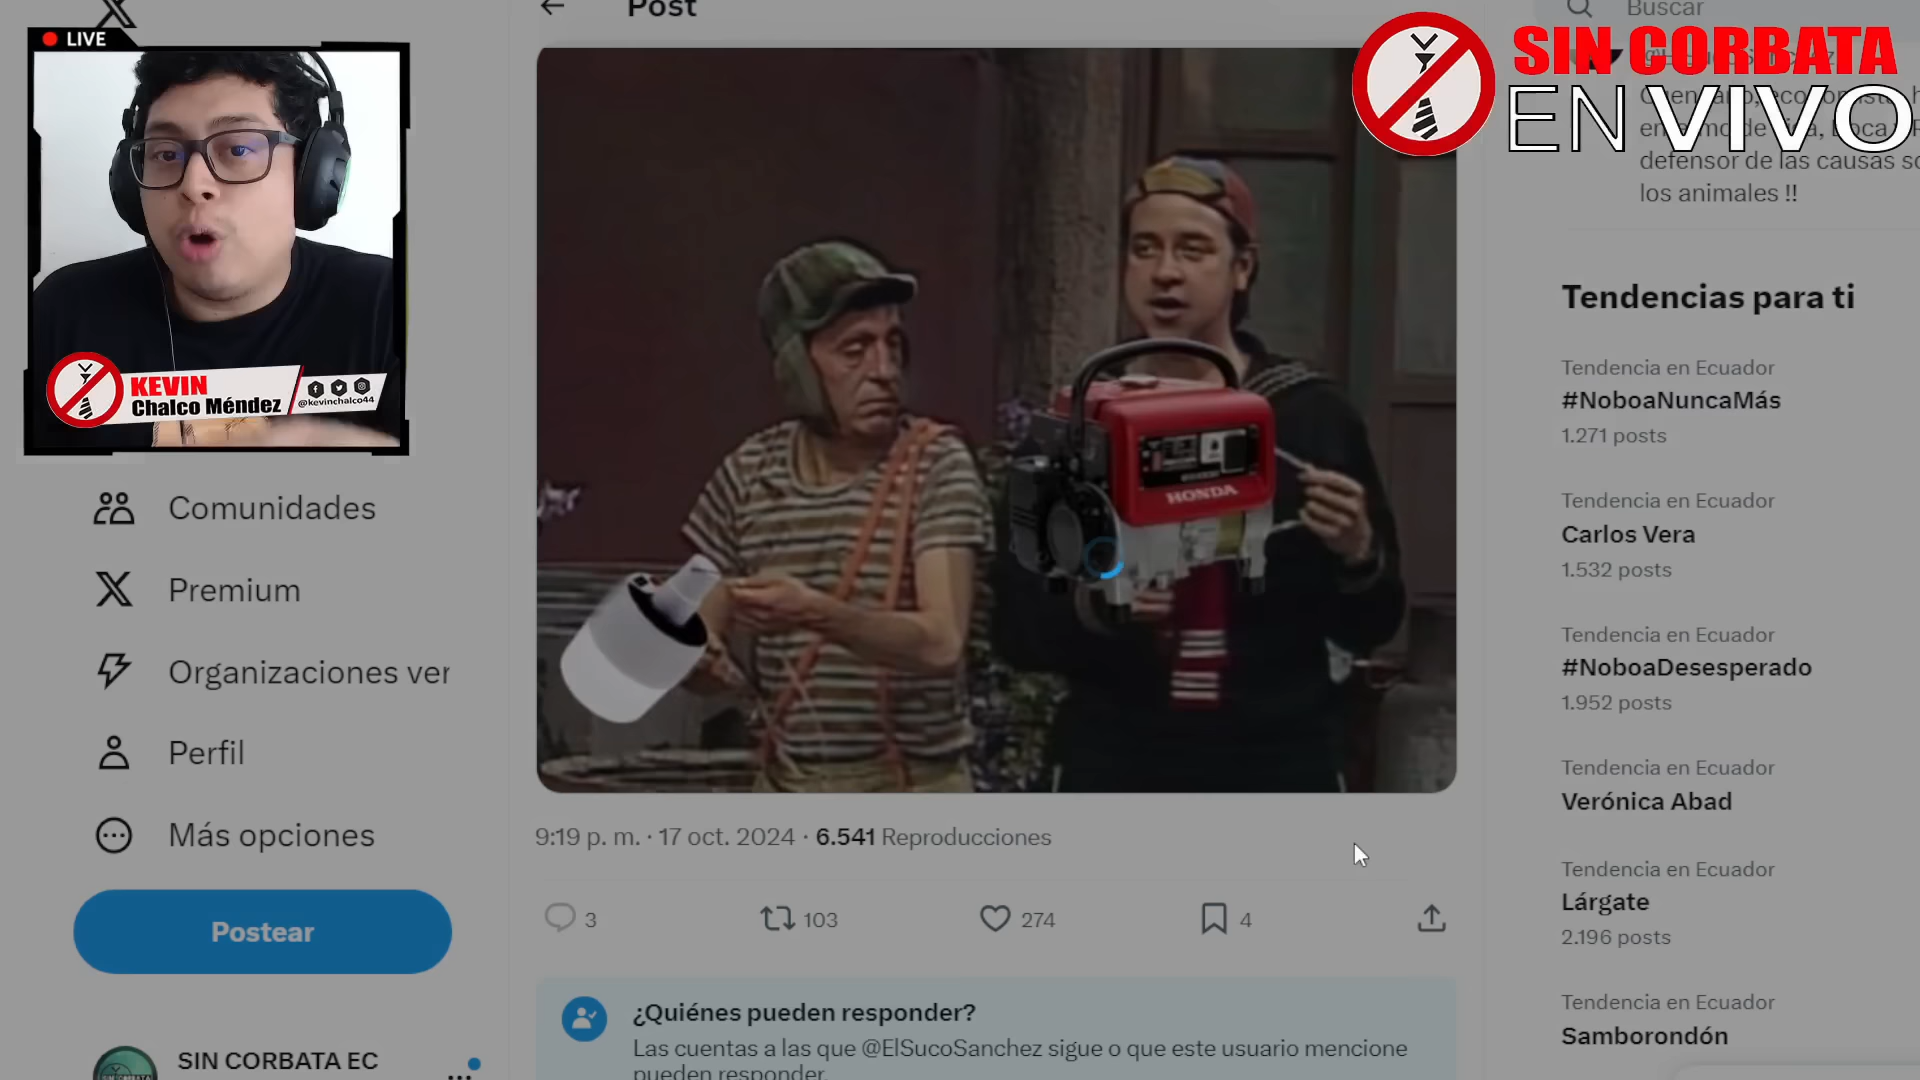 LIVE
KEVIN
Chalco Méndez
@kevinchalco44
Comunidades
Premium
Organizaciones ver
Perfil
Más opciones
Postear
SIN CORBATA EC
Post
HONDA
9:19 p. m. · 17 oct. 2024 · 6.541 Reproducciones
3
103
274
4
¿Quiénes pueden responder?
Las cuentas a las que @ElSucoSanchez sigue o que este usuario mencione
pueden responder.
Buscar
SIN CORBATA
EN VIVO
defensor de las causas so
los animales !!
Tendencias para ti
Tendencia en Ecuador
#NoboaNuncaMás
1.271 posts
Tendencia en Ecuador
Carlos Vera
1.532 posts
Tendencia en Ecuador
#NoboaDesesperado
1.952 posts
Tendencia en Ecuador
Verónica Abad
Tendencia en Ecuador
Lárgate
2.196 posts
Tendencia en Ecuador
Samborondón